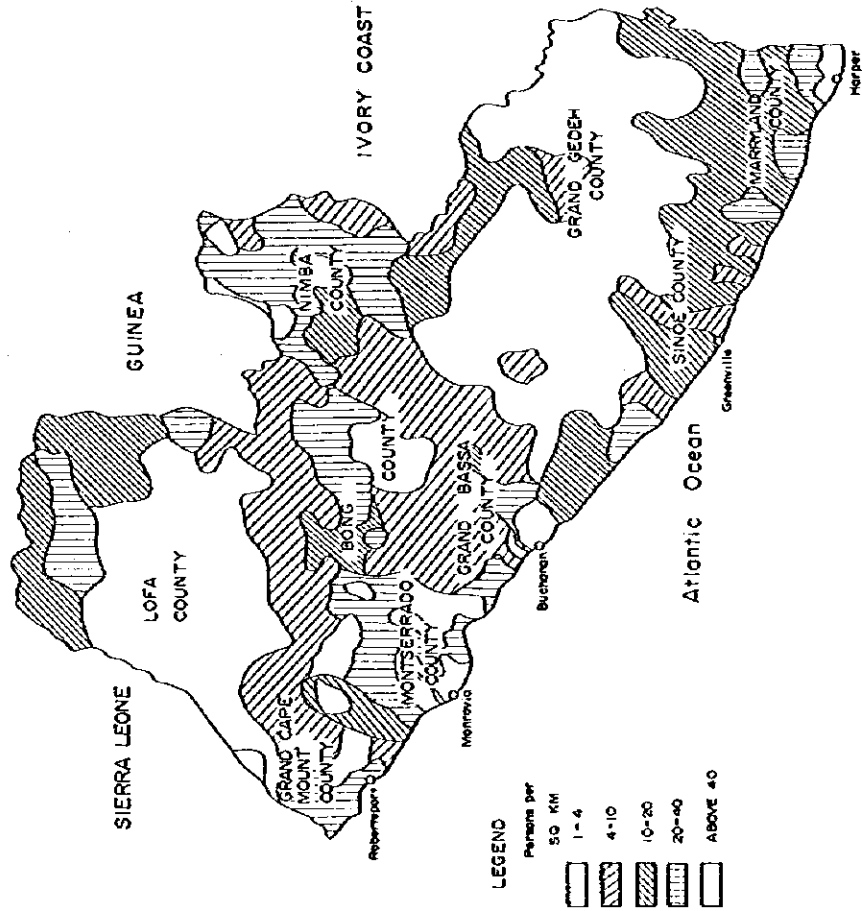 SIERRA LEONE
GUINEA
IVORY COAST
LOFA
COUNTY
NIMBA
COUNTY
GRAND CAPE
MOUNT
COUNTY
BONG
COUNTY
MONTSERRADO
COUNTY
GRAND BASSA
COUNTY
GRAND GEDEH
COUNTY
SINOE COUNTY
MARRYLAND
COUNTY
Robertsport
Monrovia
Buchanan
Greenville
Harper
Atlantic Ocean
LEGEND
Persons per
SQ KM
1-4
4-10
10-20
20-40
ABOVE 40